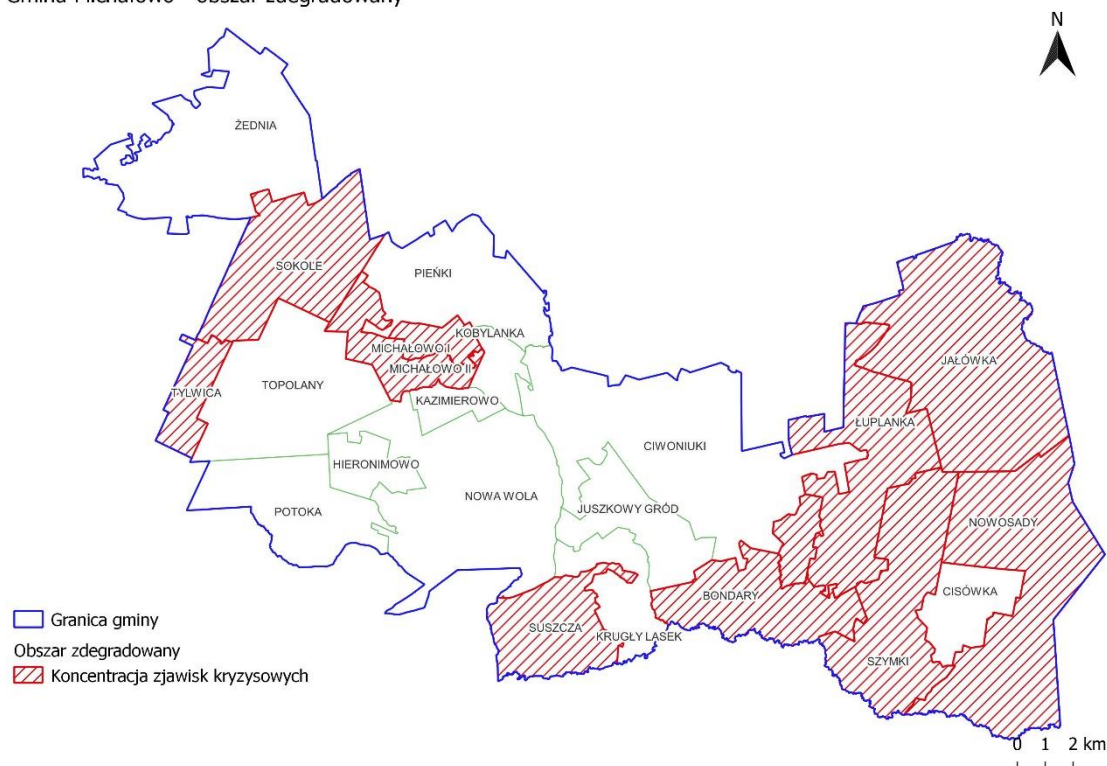 Gmina Michałowo - obszar zdegradowany
N
ŻEDNIA
SOKOLE
PIEŃKI
KOBYLANKA
MICHAŁOWO I
MICHAŁOWO II
JAŁÓWKA
TYLWICA
TOPOLANY
KAZIMIEROWO
ŁUPLANKA
CIWONIUKI
HIERONIMOWO
NOWA WOLA
POTOKA
JUSZKOWY GRÓD
NOWOSADY
CISÓWKA
BONDARY
SUSZCZA
KRUGŁY LASEK
SZYMKI
Granica gminy
Obszar zdegradowany
Koncentracja zjawisk kryzysowych
0 1 2 km